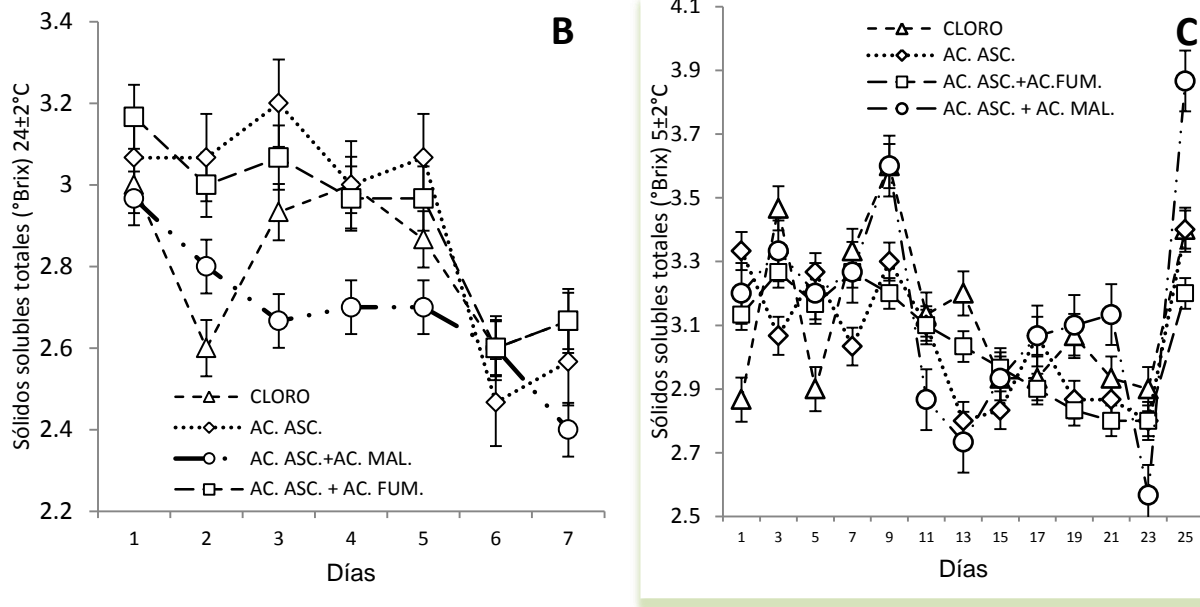 B
Sólidos solubles totales (°Brix) 24±2°C
3.4
3.2
3
2.8
2.6
2.4
2.2
CLORO
AC. ASC.
AC. ASC.+AC. MAL.
AC. ASC. + AC. FUM.
1 2 3 4 5 6 7
Días
C
Sólidos solubles totales (°Brix) 5±2°C
4.1
3.9
3.7
3.5
3.3
3.1
2.9
2.7
2.5
CLORO
AC. ASC.
AC. ASC.+AC.FUM.
AC. ASC. + AC. MAL.
1 3 5 7 9 11 13 15 17 19 21 23 25
Días